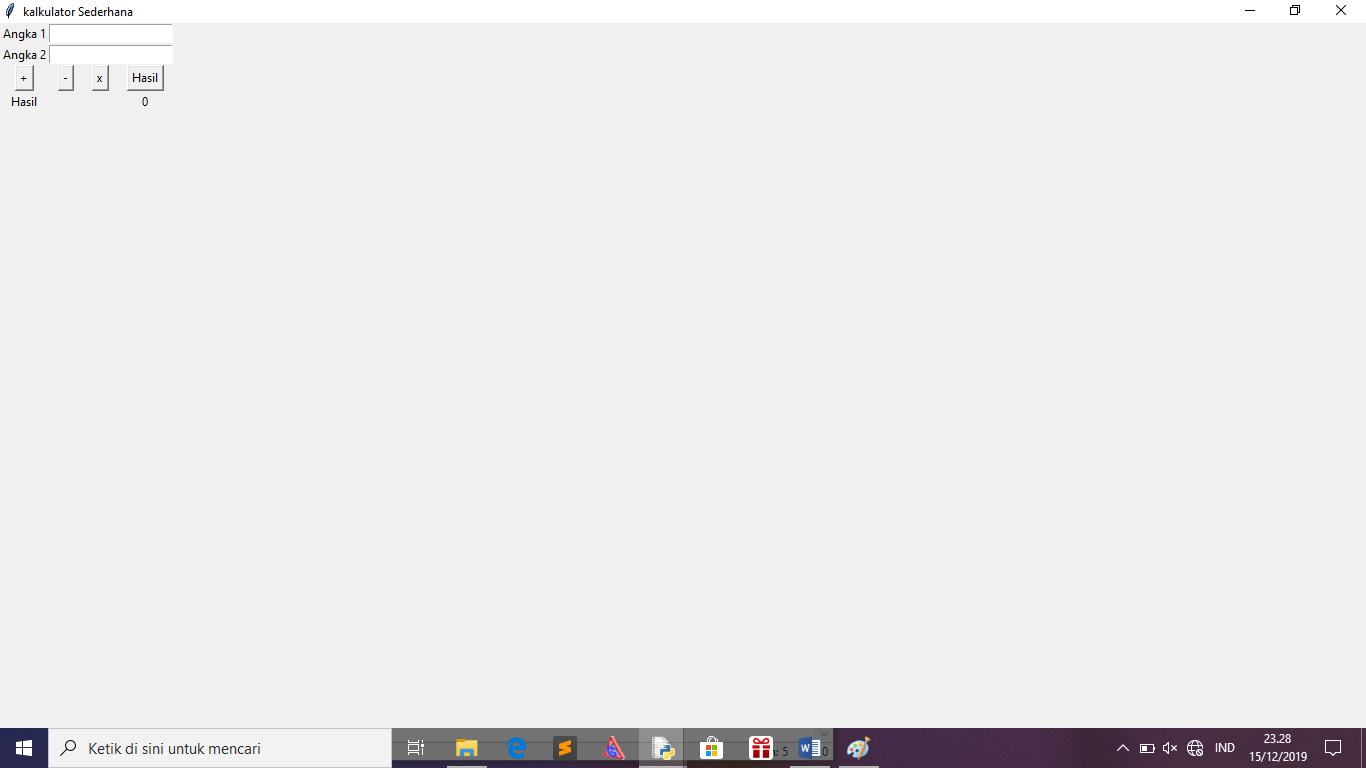 kalkulator Sederhana
Angka 1
Angka 2
+ - x Hasil
Hasil 0
Ketik di sini untuk mencari
IND
23.28
15/12/2019